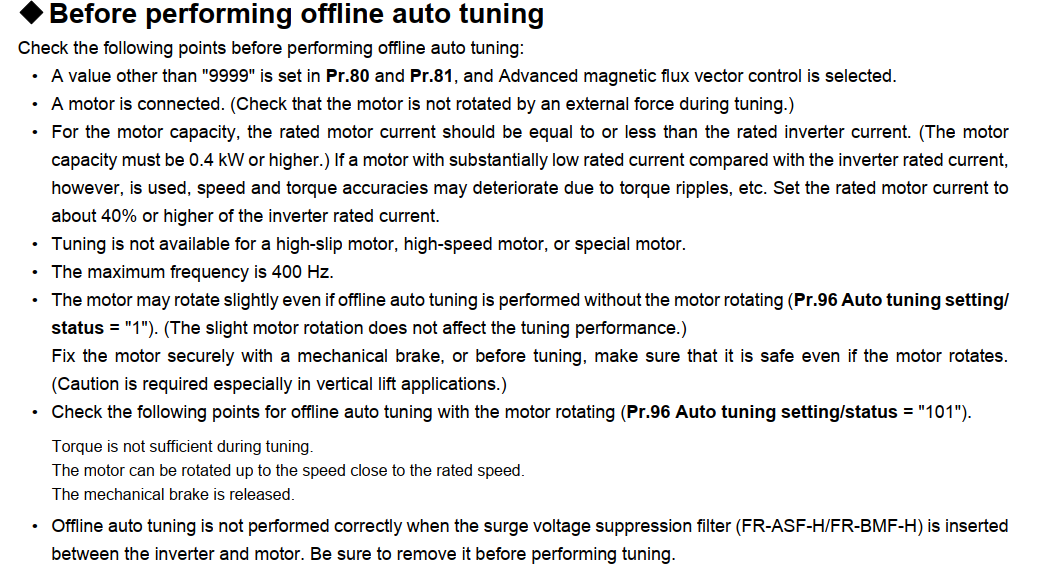 ◆ Before performing offline auto tuning
Check the following points before performing offline auto tuning:
• A value other than "9999" is set in Pr.80 and Pr.81, and Advanced magnetic flux vector control is selected.
• A motor is connected. (Check that the motor is not rotated by an external force during tuning.)
• For the motor capacity, the rated motor current should be equal to or less than the rated inverter current. (The motor
capacity must be 0.4 kW or higher.) If a motor with substantially low rated current compared with the inverter rated current,
however, is used, speed and torque accuracies may deteriorate due to torque ripples, etc. Set the rated motor current to
about 40% or higher of the inverter rated current.
• Tuning is not available for a high-slip motor, high-speed motor, or special motor.
• The maximum frequency is 400 Hz.
• The motor may rotate slightly even if offline auto tuning is performed without the motor rotating (Pr.96 Auto tuning setting/
status = "1"). (The slight motor rotation does not affect the tuning performance.)
Fix the motor securely with a mechanical brake, or before tuning, make sure that it is safe even if the motor rotates.
(Caution is required especially in vertical lift applications.)
• Check the following points for offline auto tuning with the motor rotating (Pr.96 Auto tuning setting/status = "101").
Torque is not sufficient during tuning.
The motor can be rotated up to the speed close to the rated speed.
The mechanical brake is released.
• Offline auto tuning is not performed correctly when the surge voltage suppression filter (FR-ASF-H/FR-BMF-H) is inserted
between the inverter and motor. Be sure to remove it before performing tuning.